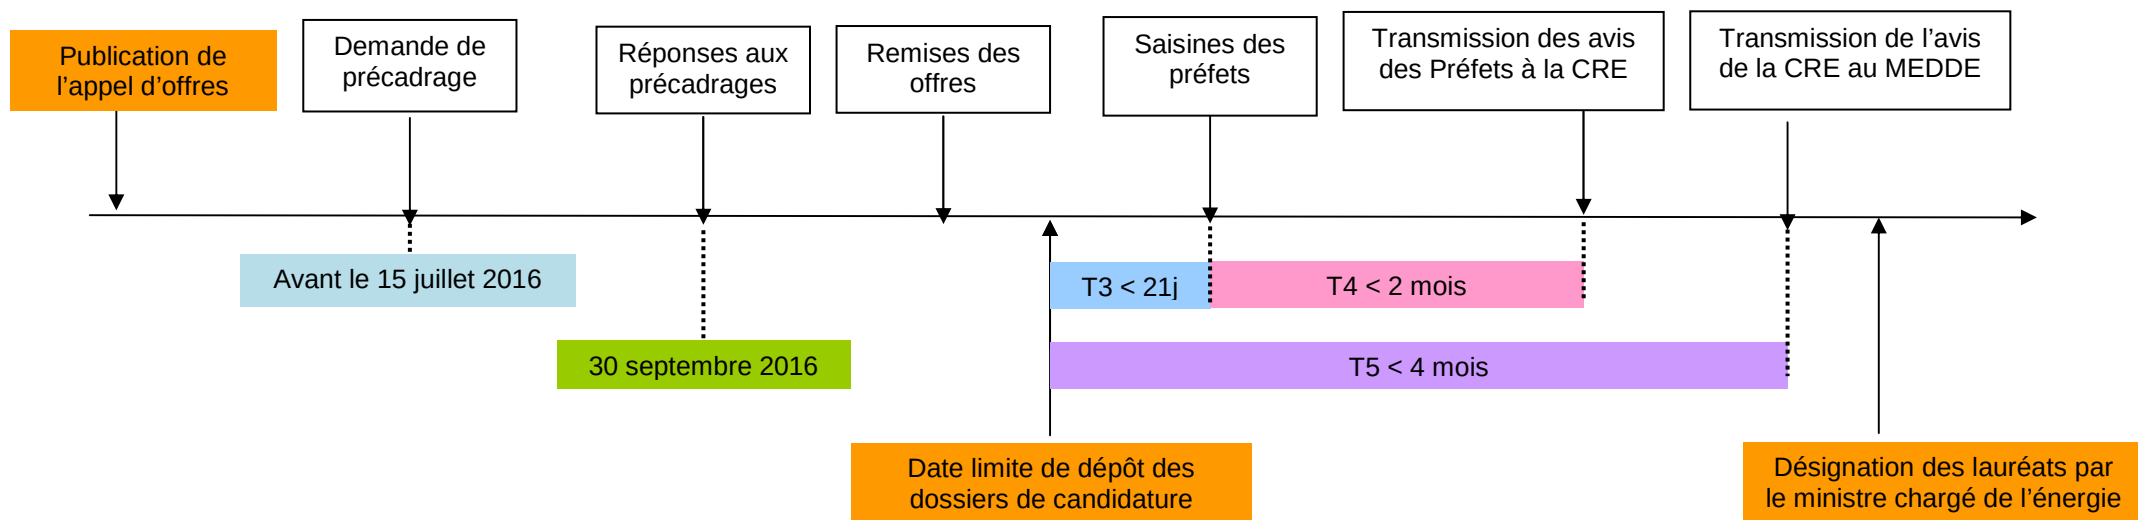 Publication de
l’appel d’offres
Demande de
précadrage
Réponses aux
précadrages
Remises des
offres
Saisines des
préfets
Transmission des avis
des Préfets à la CRE
Transmission de l’avis
de la CRE au MEDDE
Avant le 15 juillet 2016
T3 < 21j
T4 < 2 mois
30 septembre 2016
T5 < 4 mois
Date limite de dépôt des
dossiers de candidature
Désignation des lauréats par
le ministre chargé de l’énergie